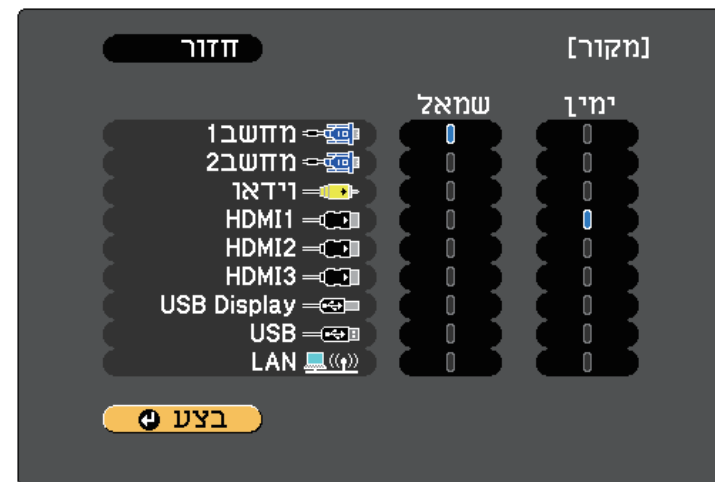 [מקור]
חזור
ימין שמאל
מחשב1
מחשב2
וידאו
HDMI1
HDMI2
HDMI3
USB Display
USB
LAN
בצע